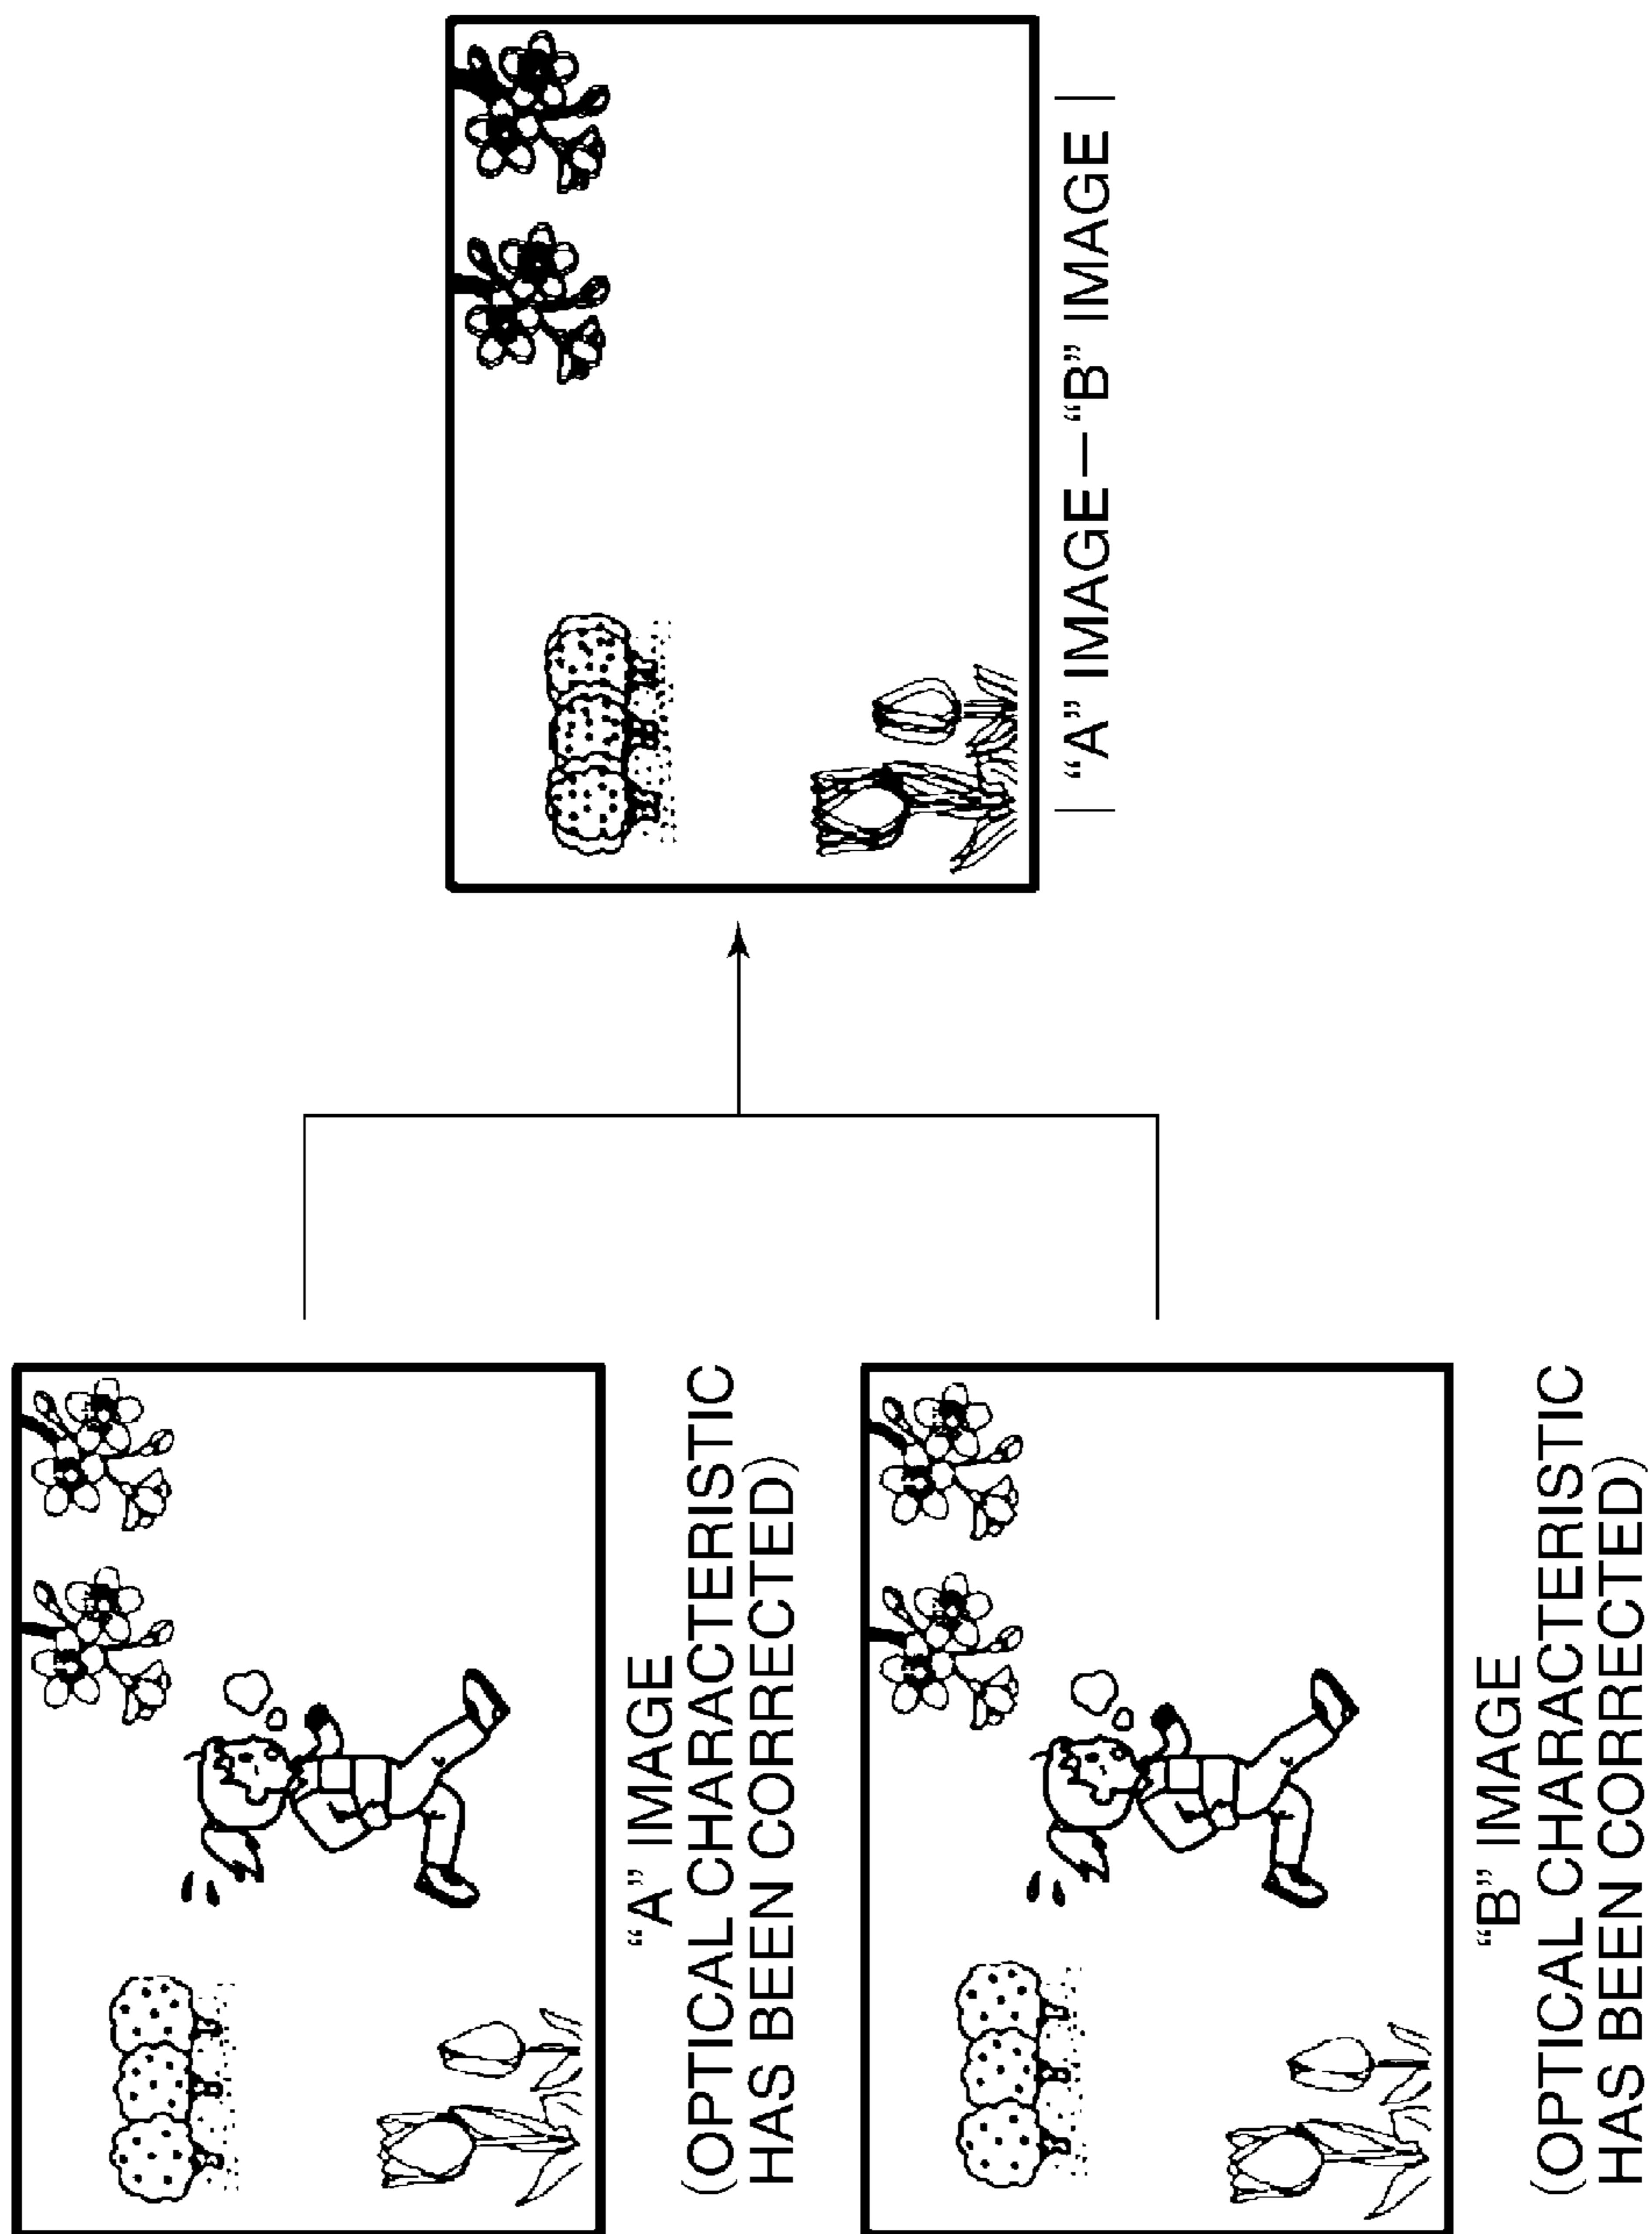 “A” IMAGE
(OPTICAL CHARACTERISTIC
HAS BEEN CORRECTED)
“B” IMAGE
(OPTICAL CHARACTERISTIC
HAS BEEN CORRECTED)
| “A” IMAGE—“B” IMAGE |